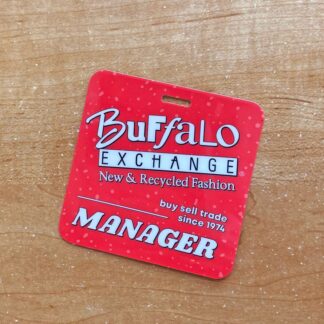 BuFFaLO
EXCHANGE
New & Recycled Fashion
buy sell trade
since 1974
MANAGER